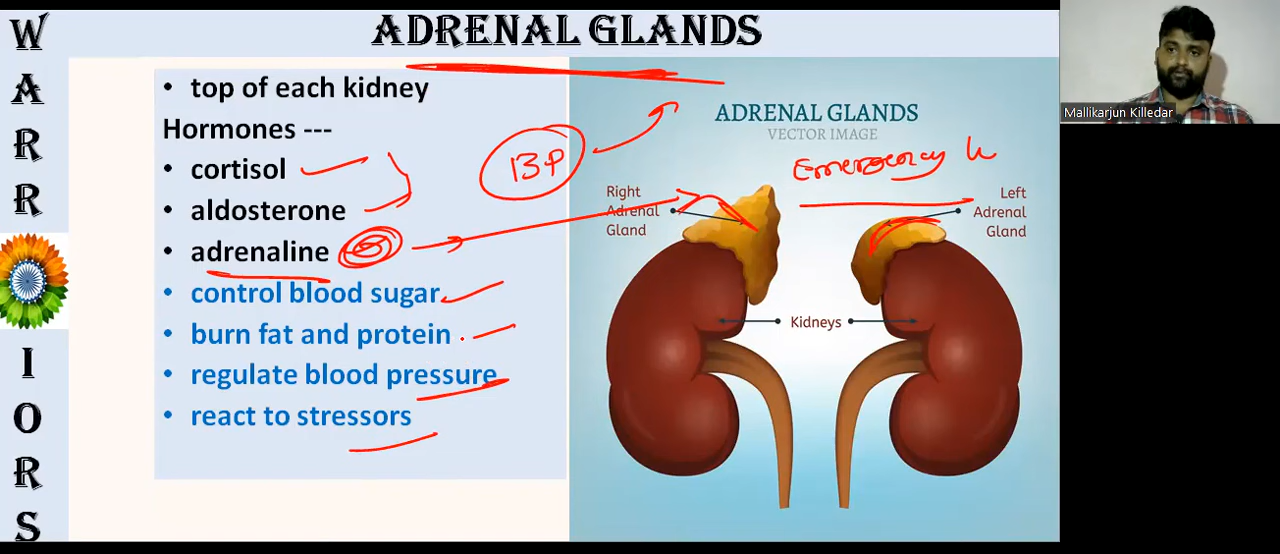 ADRENAL GLANDS
WARRIORS
• top of each kidney
Hormones ---
• cortisol
• aldosterone
• adrenaline
• control blood sugar
• burn fat and protein
• regulate blood pressure
• react to stressors
BP
ADRENAL GLANDS
VECTOR IMAGE
Emergency
Right
Adrenal
Gland
Left
Adrenal
Gland
Kidneys
Mallikarjun Killedar